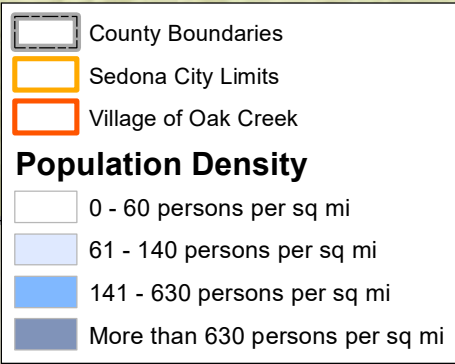 County Boundaries
Sedona City Limits
Village of Oak Creek
Population Density
0 - 60 persons per sq mi
61 - 140 persons per sq mi
141 - 630 persons per sq mi
More than 630 persons per sq mi